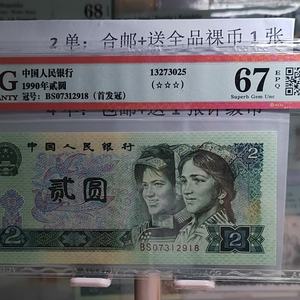 68
2单：合邮+送全品裸币1张
G
ANTY
中国人民银行
1990年贰圆
冠号：BS07312918（首发冠）
13273025
(☆☆☆)
67
EPQ
Superb Gem Unc
中国人民银行
贰圆
2
BS07312918
2